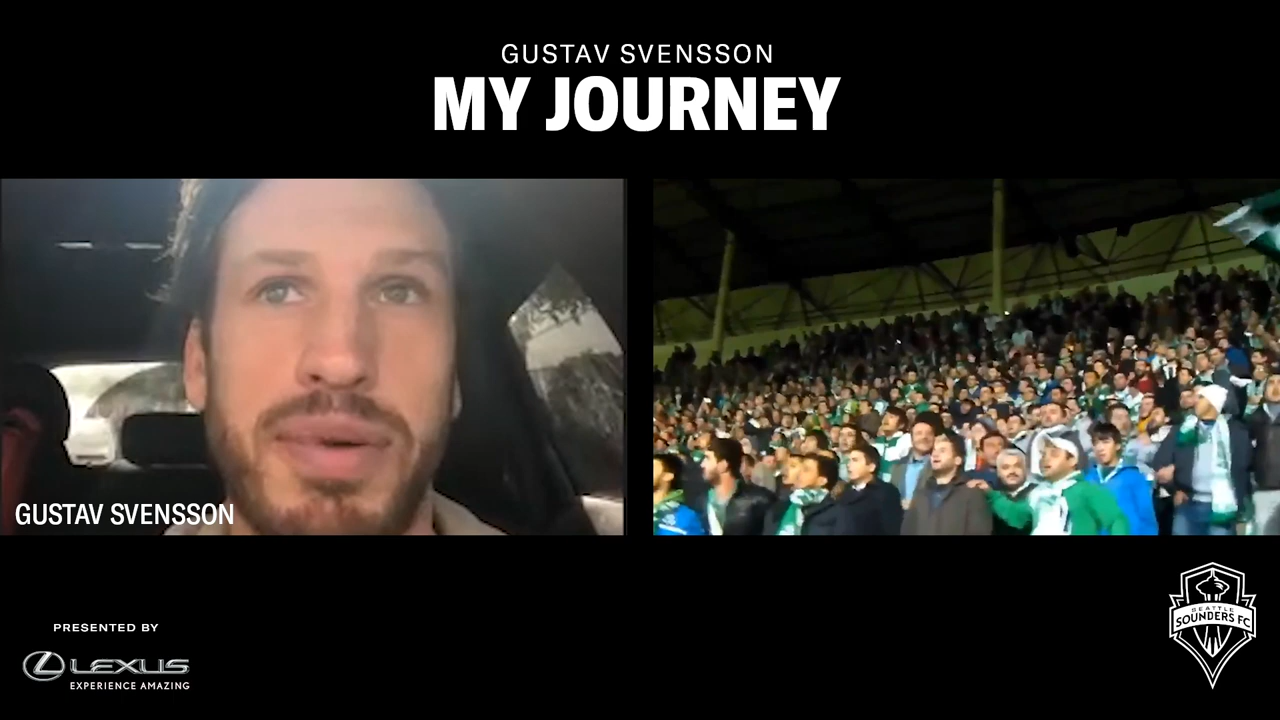 GUSTAV SVENSSON
MY JOURNEY
GUSTAV SVENSSON
PRESENTED BY
LEXUS
EXPERIENCE AMAZING
SEATTLE
SOUNDERS FC